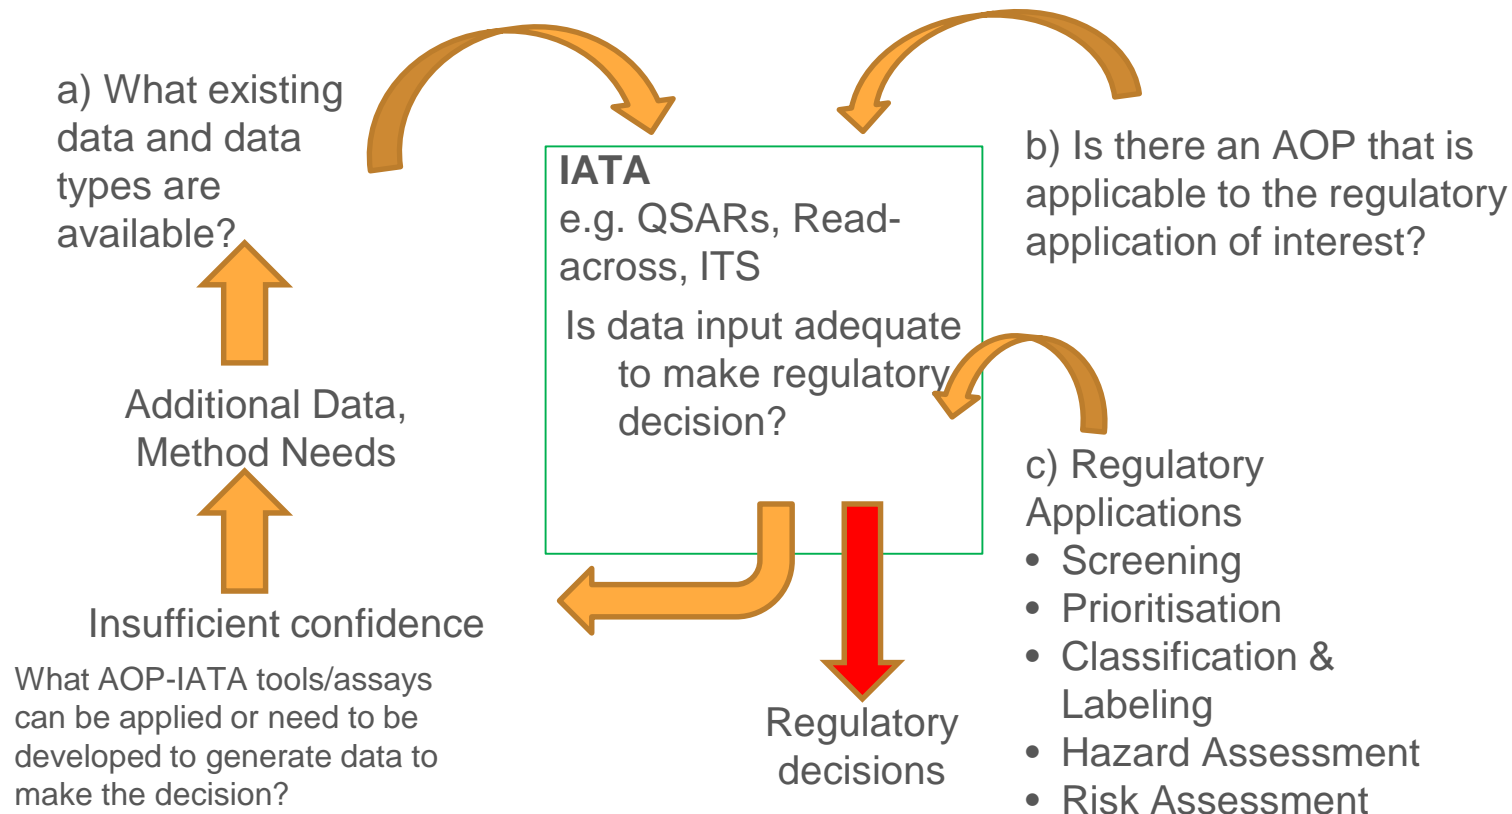 a) What existing
data and data
types are
available?
IATA
e.g. QSARs, Read-
across, ITS
Is data input adequate
to make regulatory
decision?
b) Is there an AOP that is
applicable to the regulatory
application of interest?
Additional Data,
Method Needs
c) Regulatory
Applications
• Screening
• Prioritisation
• Classification &
Labeling
• Hazard Assessment
• Risk Assessment
Insufficient confidence
What AOP-IATA tools/assays
can be applied or need to be
developed to generate data to
make the decision?
Regulatory
decisions